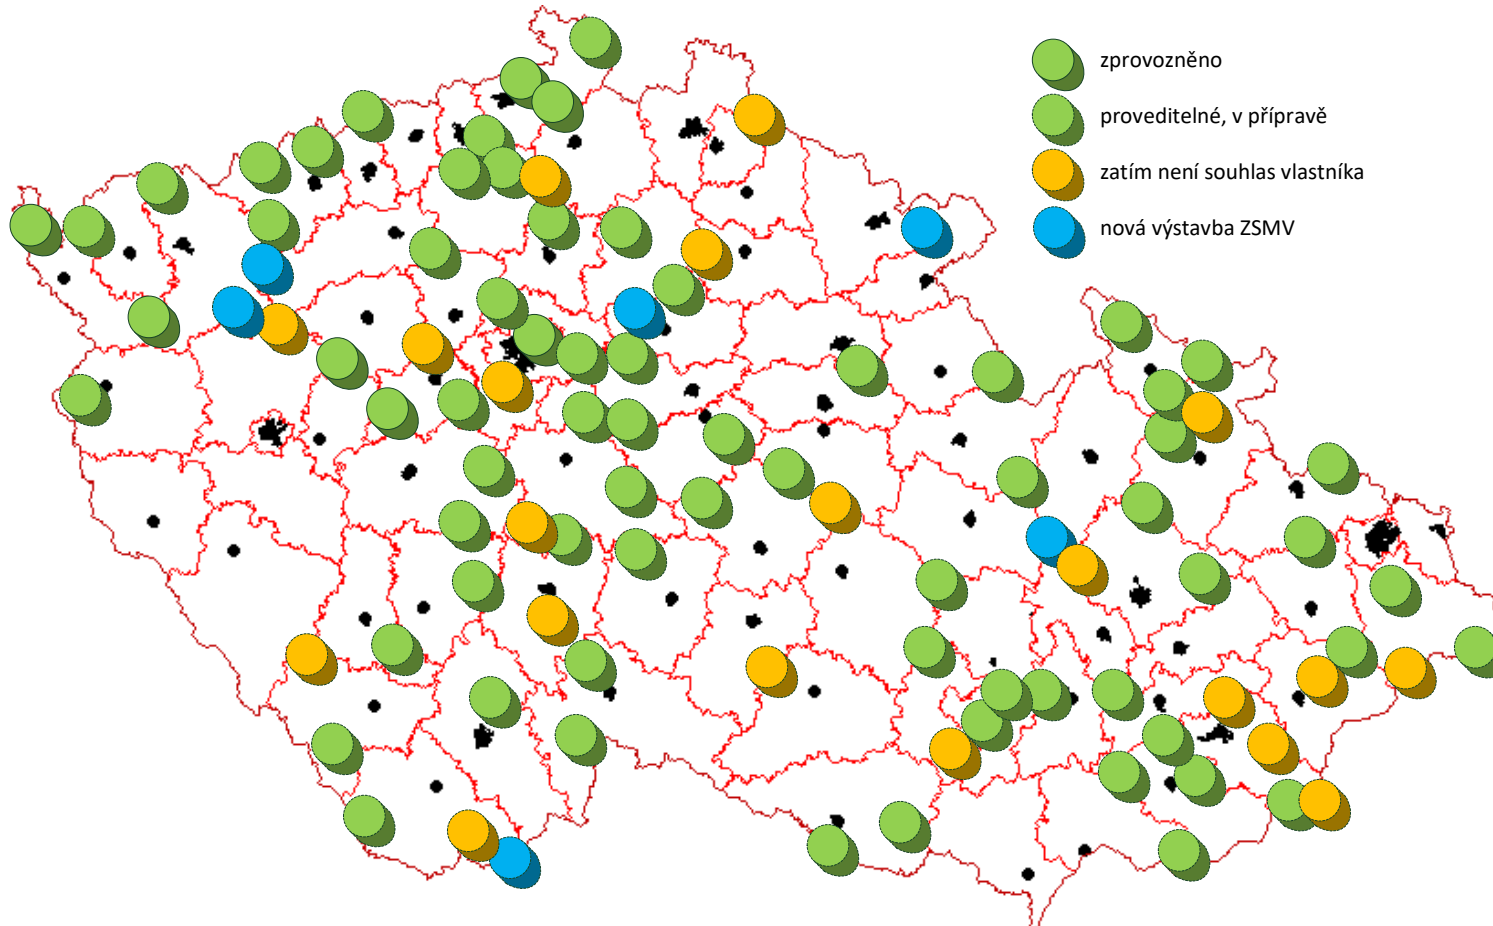 zprovozněno
proveditelné, v přípravě
zatím není souhlas vlastníka
nová výstavba ZSMV